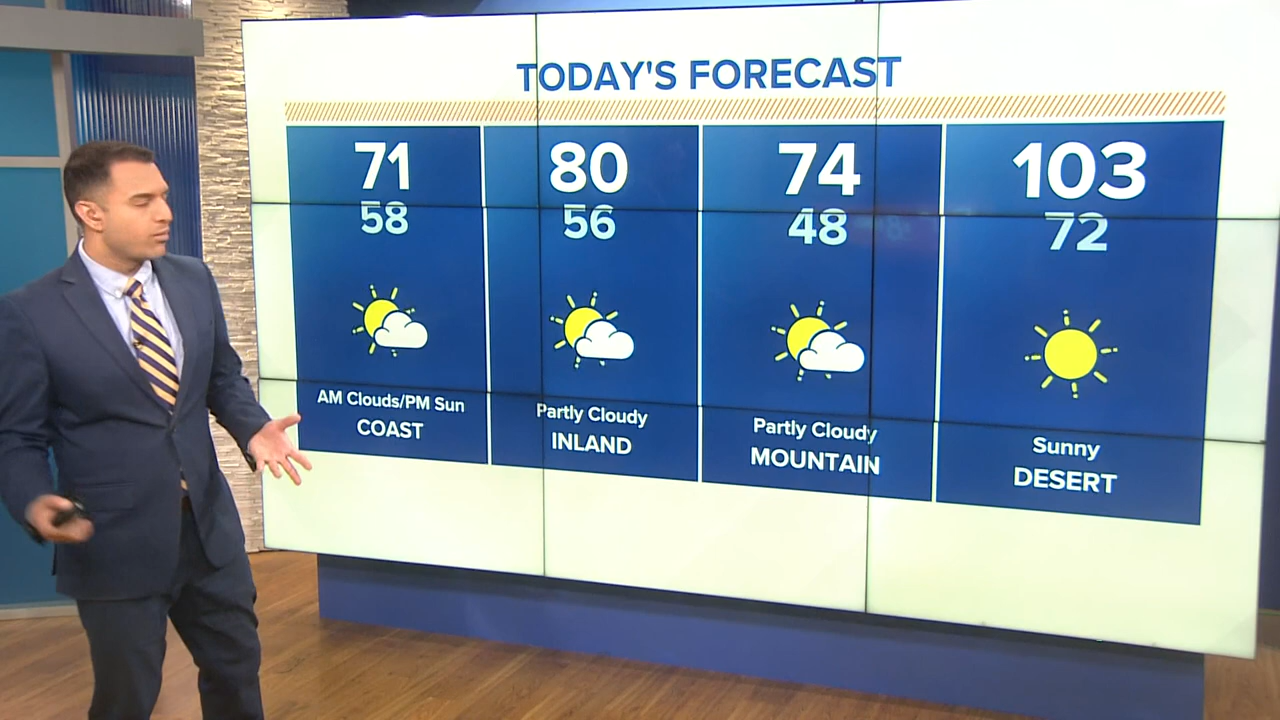 TODAY'S FORECAST
71
58
AM Clouds/PM Sun
COAST
80
56
Partly Cloudy
INLAND
74
48
Partly Cloudy
MOUNTAIN
103
72
Sunny
DESERT